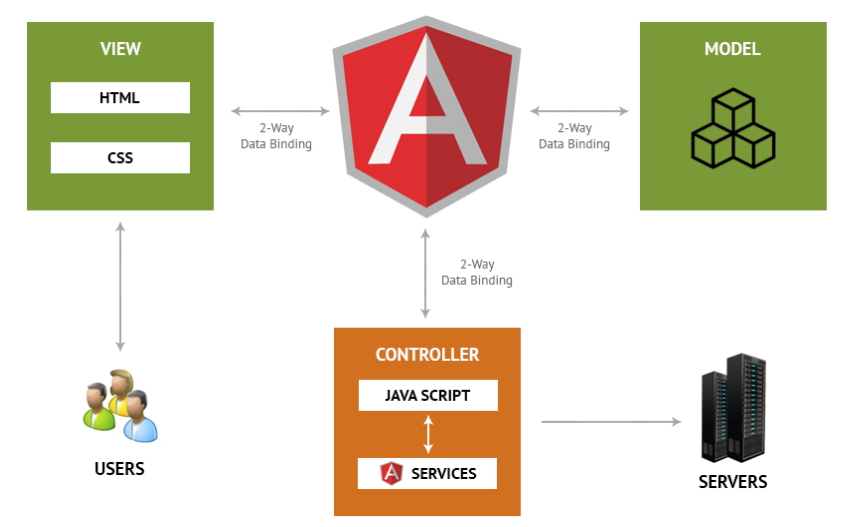 VIEW
HTML
CSS
2-Way
Data Binding
A
2-Way
Data Binding
MODEL
2-Way
Data Binding
CONTROLLER
JAVA SCRIPT
A SERVICES
USERS
SERVERS